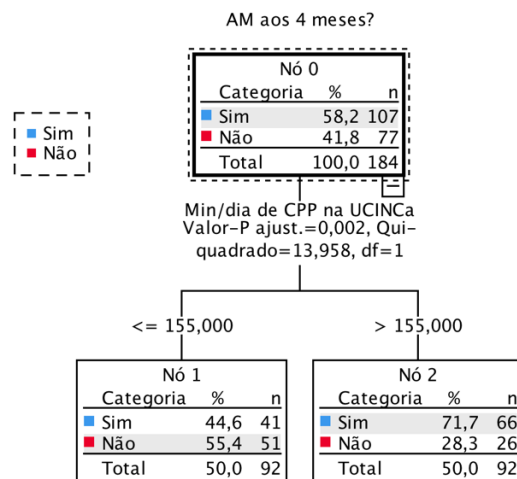 AM aos 4 meses?
Nó 0
Categoria % n
Sim 58,2 107
Não 41,8 77
Total 100,0 184
Sim
Não
Min/dia de CPP na UCINCa
Valor-P ajust.=0,002, Qui-
quadrado=13,958, df=1
<= 155,000
> 155,000
Nó 1
Categoria % n
Sim 44,6 41
Não 55,4 51
Total 50,0 92
Nó 2
Categoria % n
Sim 71,7 66
Não 28,3 26
Total 50,0 92